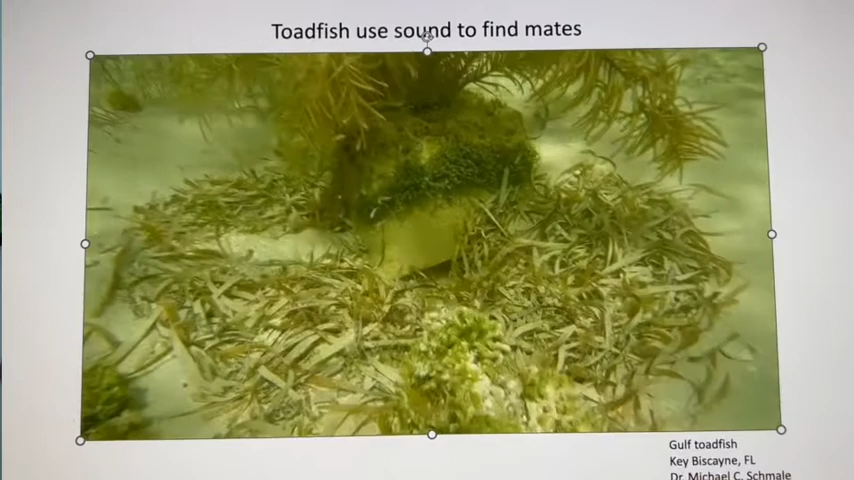 Toadfish use sound to find mates
Gulf toadfish
Key Biscayne, FL
Dr. Michael C. Schmale